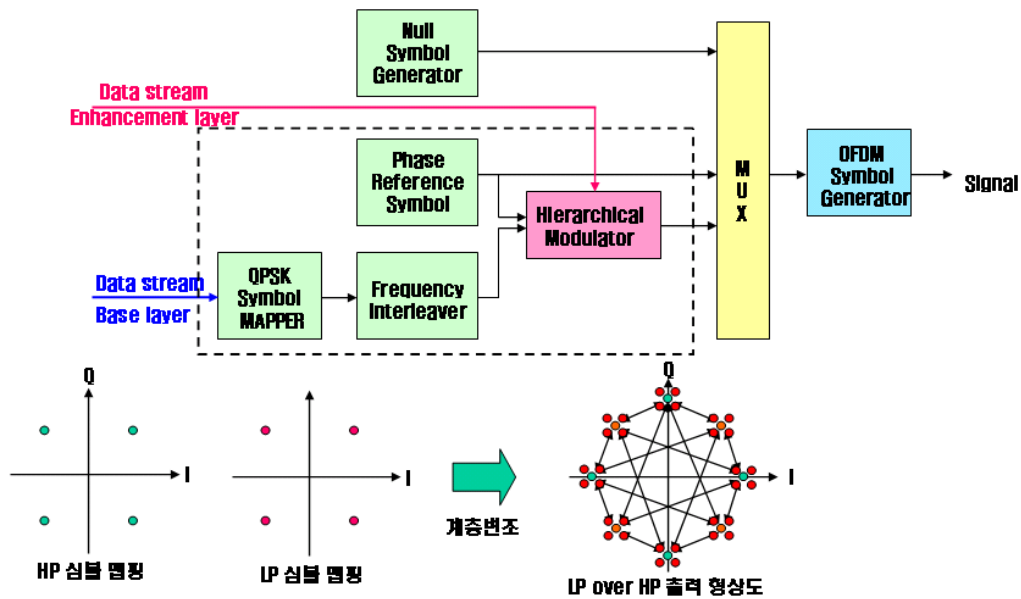 Null
Symbol
Generator
Data stream
Enhancement layer
Phase
Reference
Symbol
Hierarchical
Modulator
M
U
X
OFDM
Symbol
Generator
Signal
Data stream
Base layer
QPSK
Symbol
MAPPER
Frequency
Interleaver
Q
I
HP 심볼 맵핑
I
LP 심볼 맵핑
계층변조
Q
I
LP over HP 출력 형상도